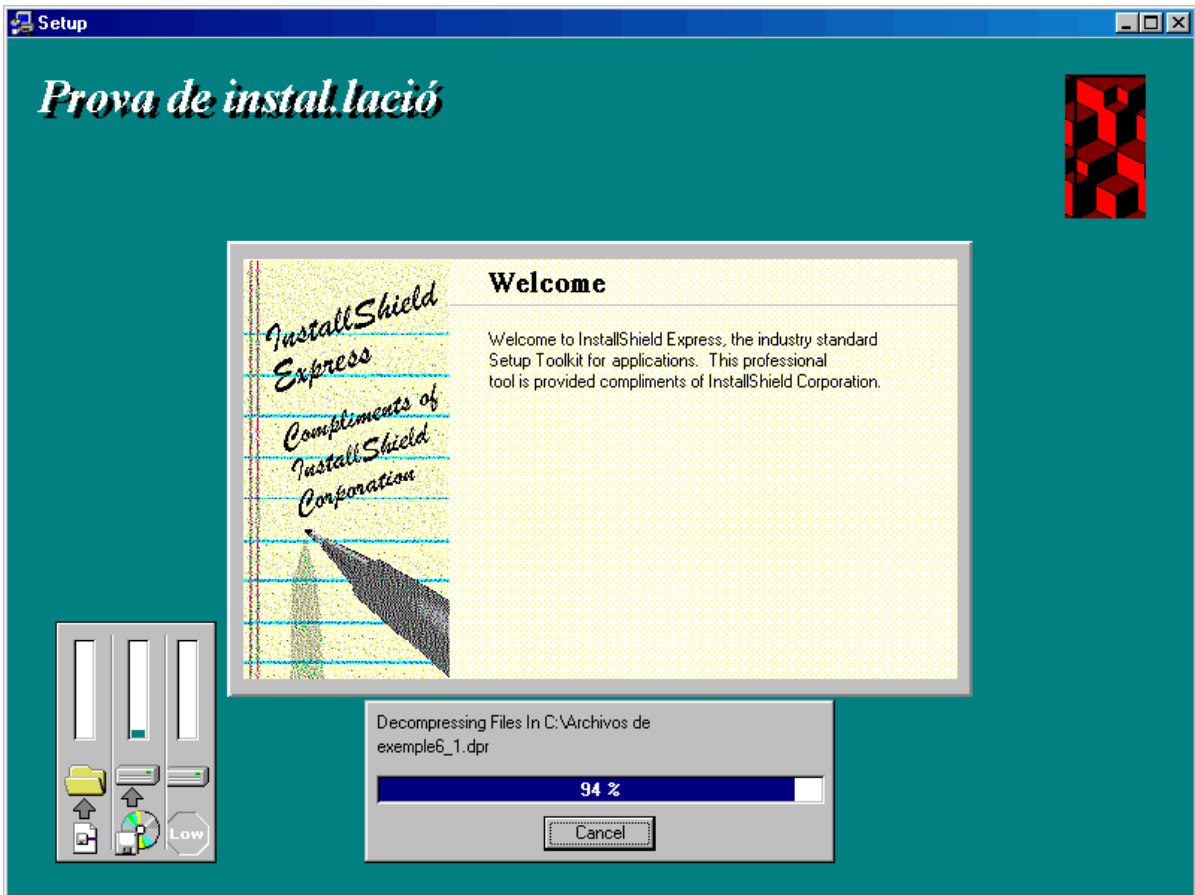 Setup
Prova de instal.lació
InstallShield
Express
Compliments of
InstallShield
Corporation
Welcome
Welcome to InstallShield Express, the industry standard
Setup Toolkit for applications.  This professional
tool is provided compliments of InstallShield Corporation.
Decompressing Files In C:\Archivos de
exemple6_1.dpr
94 %
Cancel
Low